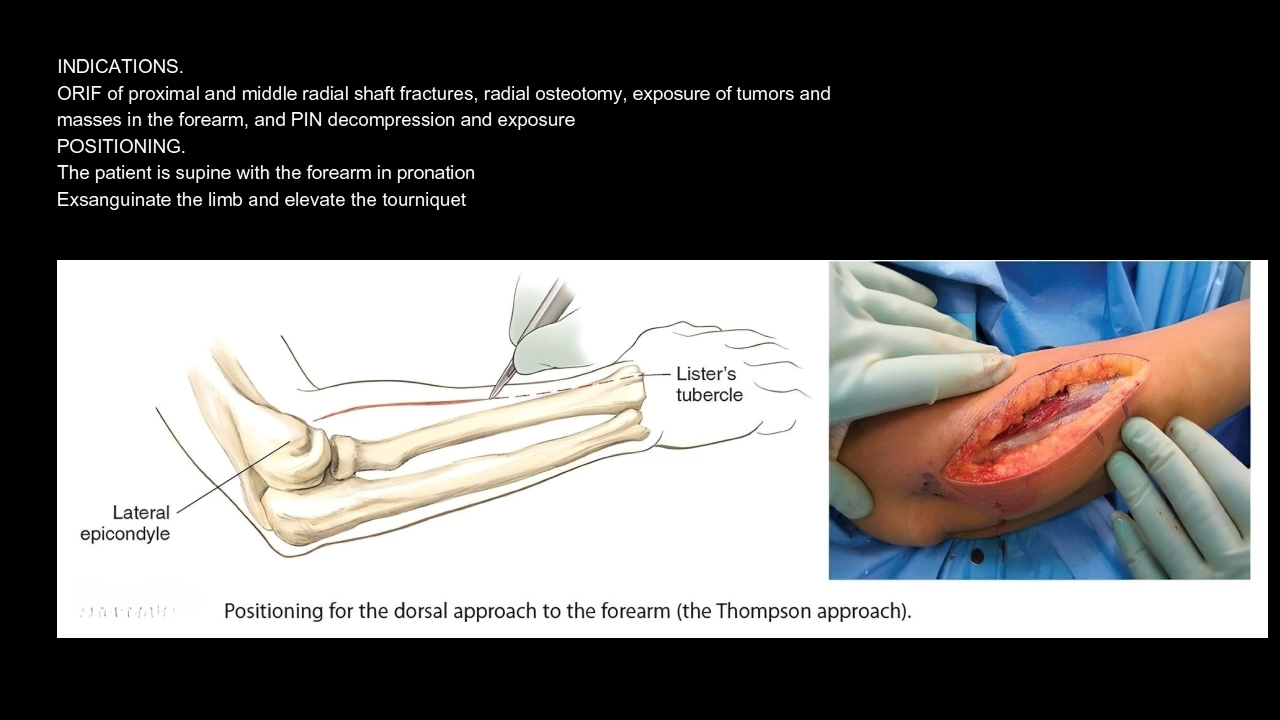 INDICATIONS.
ORIF of proximal and middle radial shaft fractures, radial osteotomy, exposure of tumors and
masses in the forearm, and PIN decompression and exposure
POSITIONING.
The patient is supine with the forearm in pronation
Exsanguinate the limb and elevate the tourniquet
Lister’s
tubercle
Lateral
epicondyle
Positioning for the dorsal approach to the forearm (the Thompson approach).